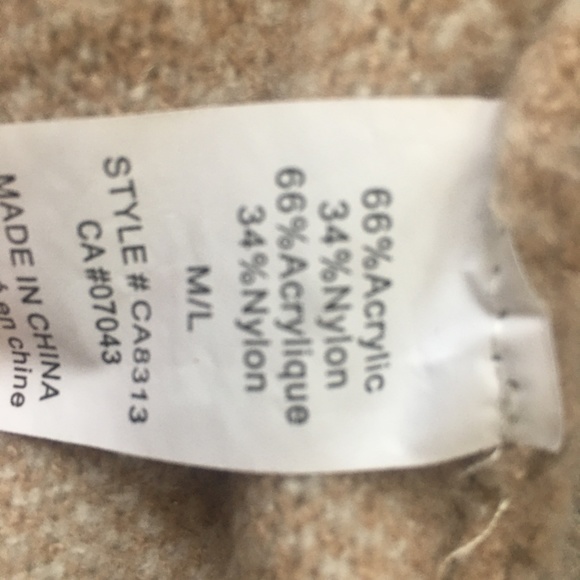 66%Acrylic
34%Nylon
66%Acrylique
34%Nylon
M/L
STYLE # CA8313
CA #07043
MADE IN CHINA
en chine